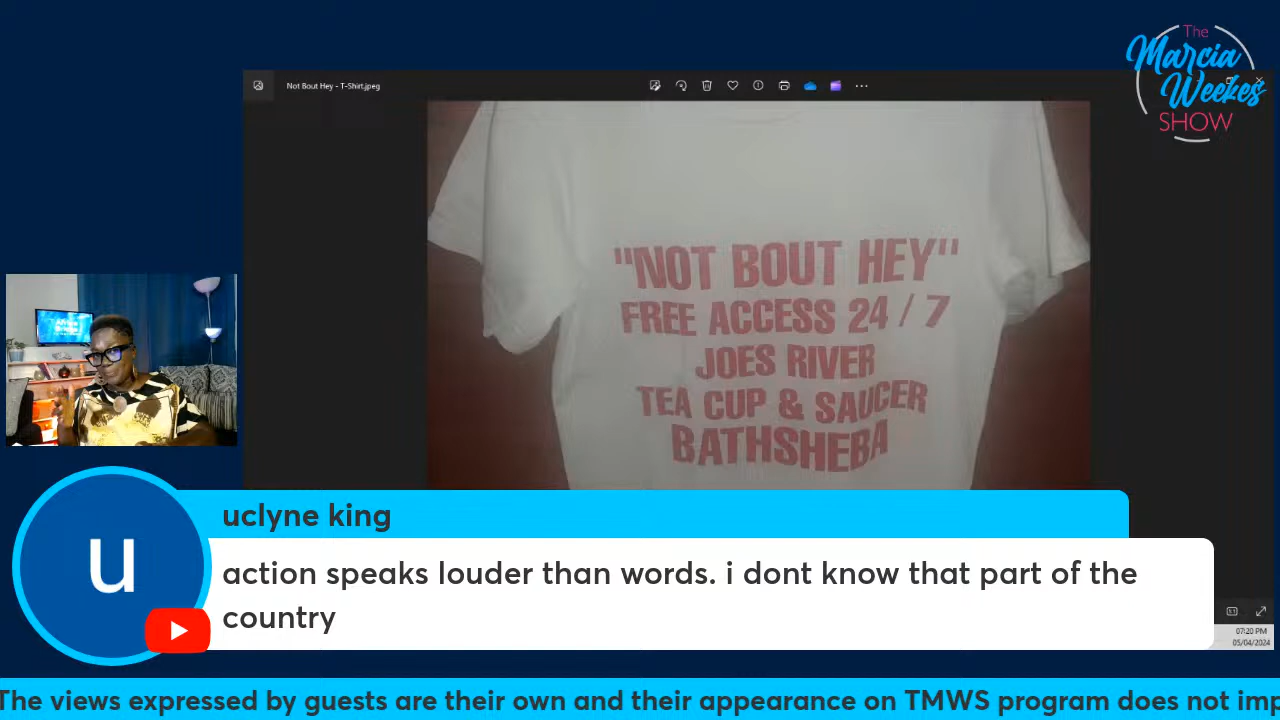 The
Marcia
Weekes
SHOW
Not Bout Hey - T-Shirt.jpeg
"NOT BOUT HEY"
FREE ACCESS 24 / 7
JOES RIVER
TEA CUP & SAUCER
BATHSHEBA
u
uclyne king
action speaks louder than words. i dont know that part of the
country
07:20 PM
05/04/2024
The views expressed by guests are their own and their appearance on TMWS program does not imp